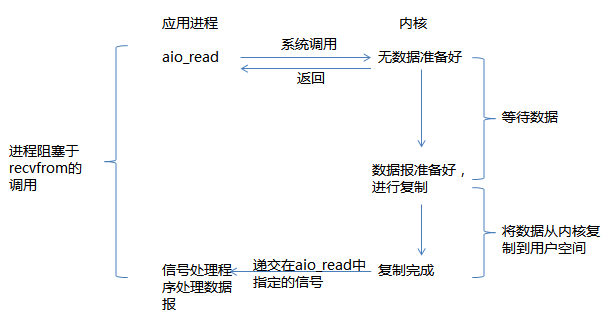 应用进程
内核
aio_read
系统调用
返回
无数据准备好
等待数据
进程阻塞于
recvfrom的
调用
数据报准备好，
进行复制
将数据从内核复
制到用户空间
信号处理程
序处理数据
报
递交在aio_read中
指定的信号
复制完成